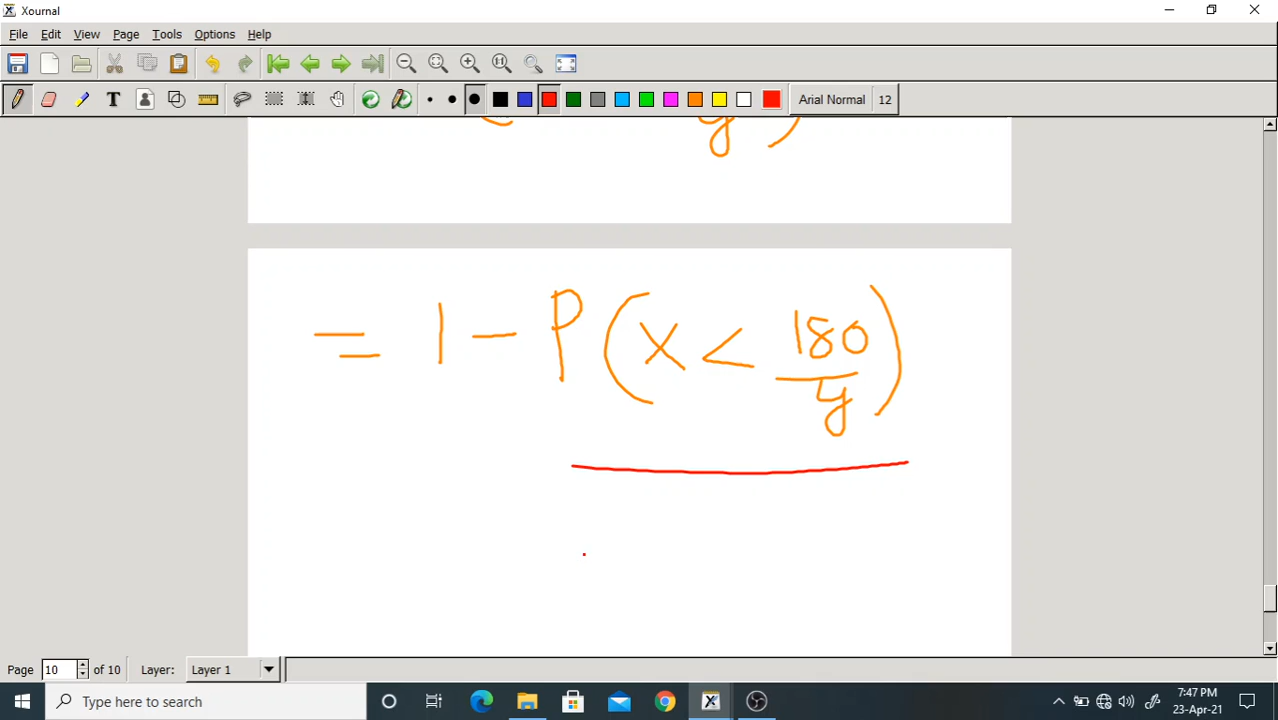 Xournal
File Edit View Page Tools Options Help
Arial Normal 12
y )
= 1 - P ( X < 180/y )
Page 10 of 10 Layer: Layer 1
Type here to search
7:47 PM
23-Apr-21